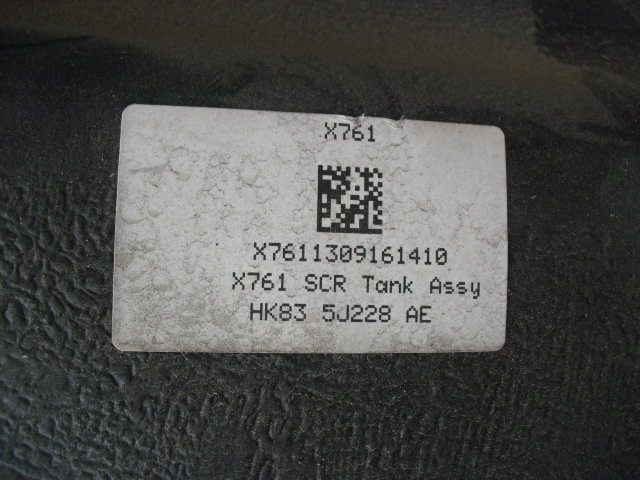 X761
X7611309161410
X761 SCR Tank Assy
HK83 5J228 AE